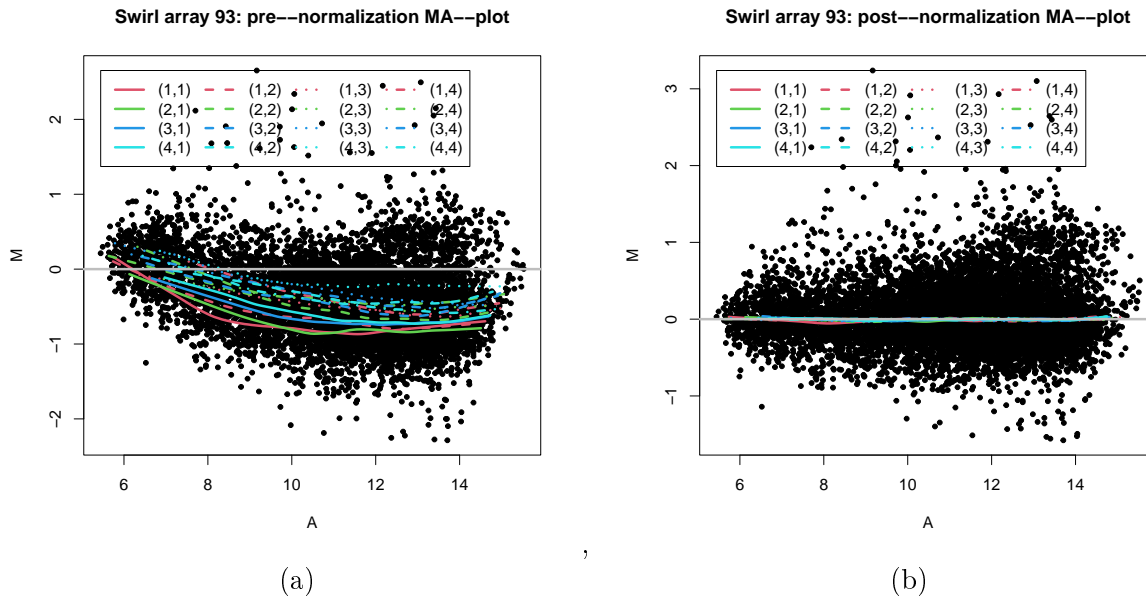 Swirl array 93: pre−−normalization MA−−plot
M
2
1
0
−1
−2
(1,1) (1,2) (1,3) (1,4)
(2,1) (2,2) (2,3) (2,4)
(3,1) (3,2) (3,3) (3,4)
(4,1) (4,2) (4,3) (4,4)
6 8 10 12 14
A
(a)
,
Swirl array 93: post−−normalization MA−−plot
M
3
2
1
0
−1
(1,1) (1,2) (1,3) (1,4)
(2,1) (2,2) (2,3) (2,4)
(3,1) (3,2) (3,3) (3,4)
(4,1) (4,2) (4,3) (4,4)
6 8 10 12 14
A
(b)